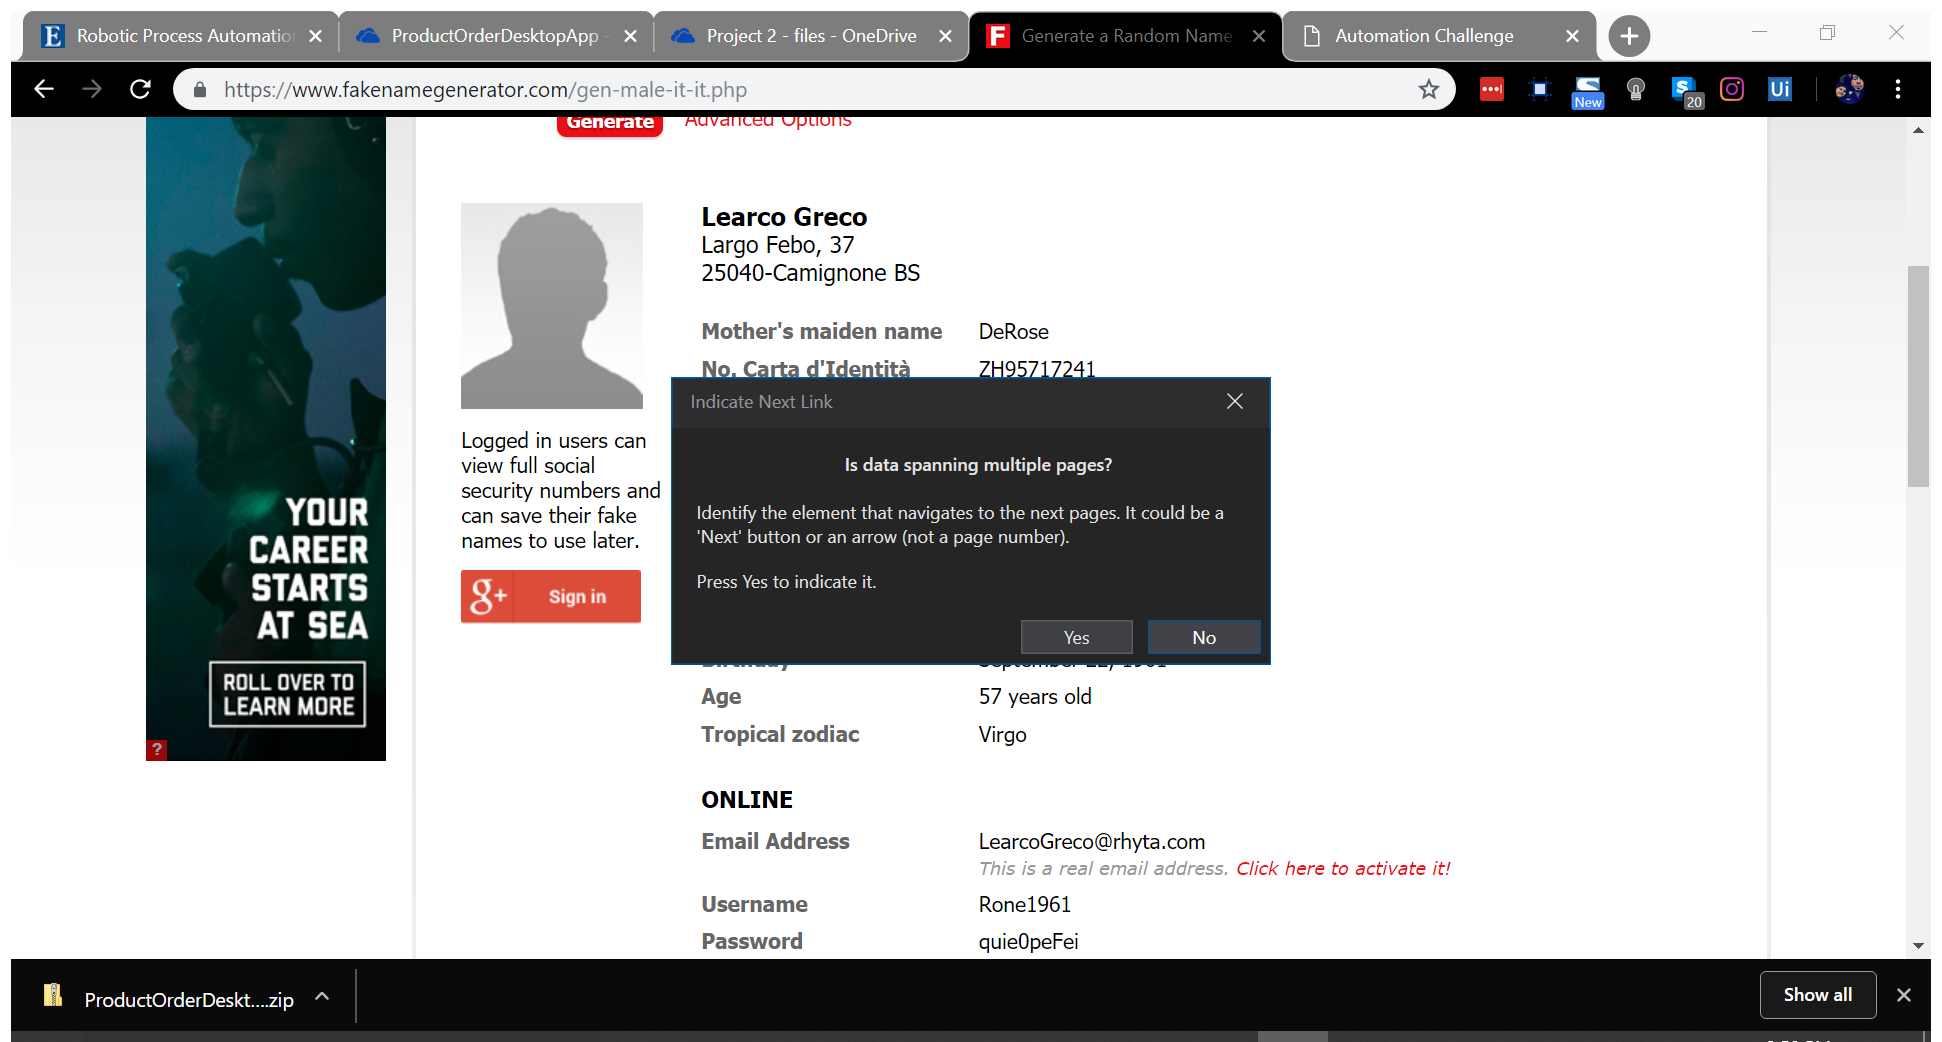 Robotic Process Automation
ProductOrderDesktopApp -
Project 2 - files - OneDrive
Generate a Random Name
Automation Challenge
https://www.fakenamegenerator.com/gen-male-it-it.php
New
20
Ui
Generate Advanced Options
Learco Greco
Largo Febo, 37
25040-Camignone BS
Mother's maiden name DeRose
No. Carta d'Identità ZH95717241
Logged in users can
view full social
security numbers and
can save their fake
names to use later.
g+ Sign in
Indicate Next Link
Is data spanning multiple pages?
Identify the element that navigates to the next pages. It could be a
'Next' button or an arrow (not a page number).
Press Yes to indicate it.
Yes No
Birthday
Age 57 years old
Tropical zodiac Virgo
ONLINE
Email Address LearcoGreco@rhyta.com
This is a real email address. Click here to activate it!
Username Rone1961
Password quie0peFei
YOUR
CAREER
STARTS
AT SEA
ROLL OVER TO
LEARN MORE
?
ProductOrderDeskt....zip
Show all